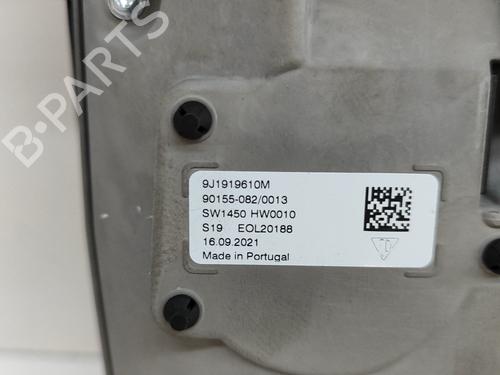 B-PARTS
9J1919610M
90155-082/0013
SW1450 HW0010
S19 EOL20188
16.09.2021
Made in Portugal